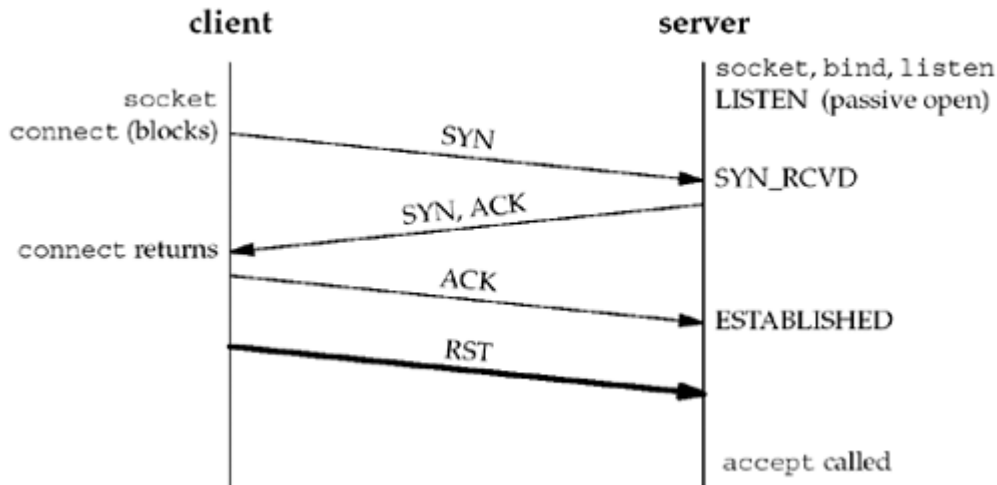 client
server
socket, bind, listen
socket
LISTEN (passive open)
connect (blocks)
SYN
SYN_RCVD
SYN, ACK
connect returns
ACK
ESTABLISHED
RST
accept called